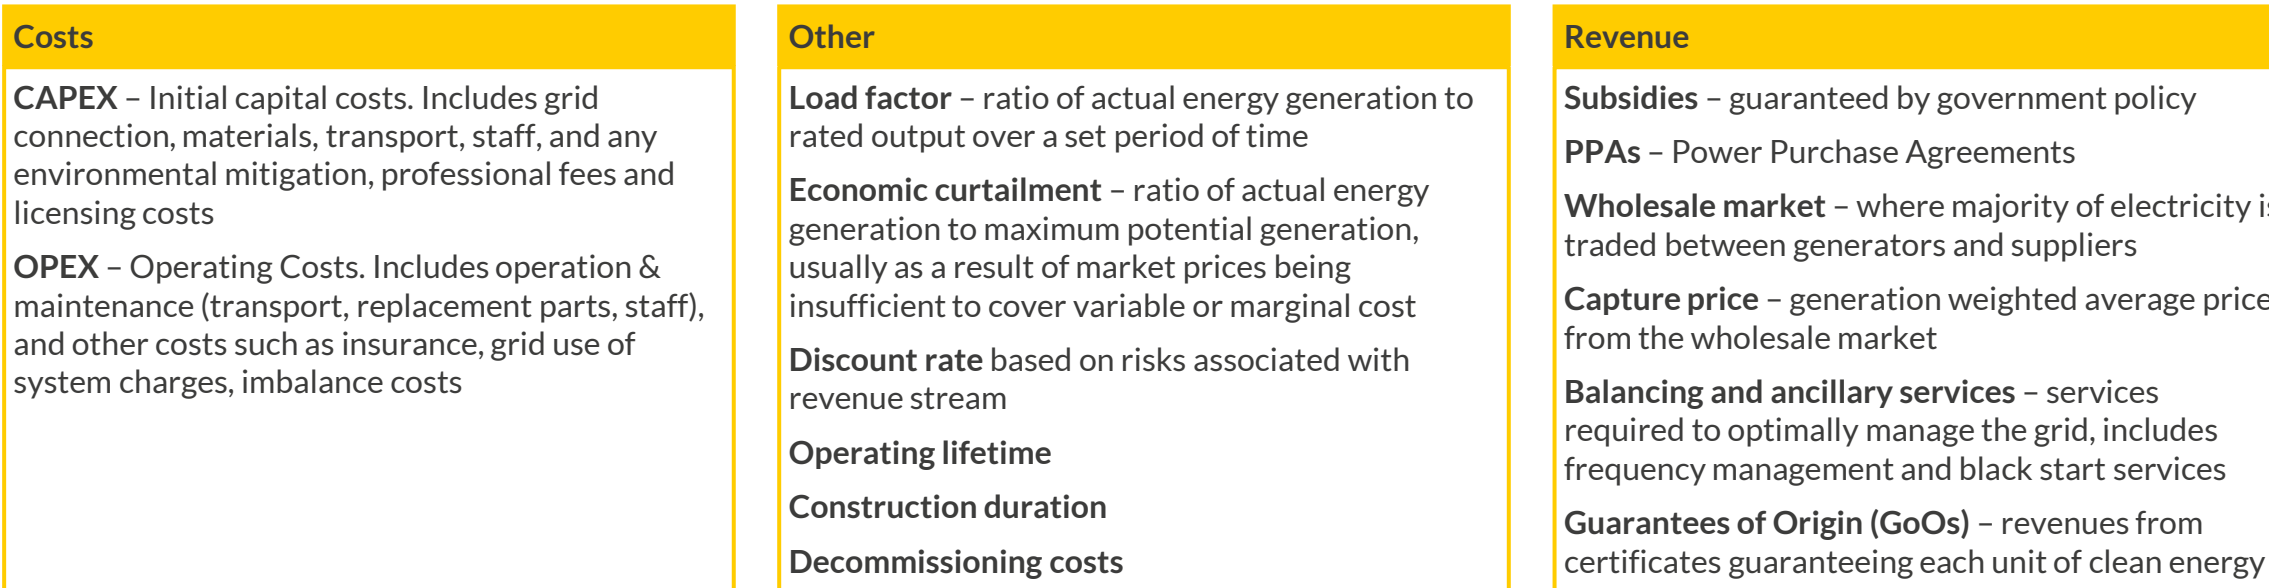 Costs
CAPEX – Initial capital costs. Includes grid
connection, materials, transport, staff, and any
environmental mitigation, professional fees and
licensing costs
OPEX – Operating Costs. Includes operation &
maintenance (transport, replacement parts, staff),
and other costs such as insurance, grid use of
system charges, imbalance costs
Other
Load factor – ratio of actual energy generation to
rated output over a set period of time
Economic curtailment – ratio of actual energy
generation to maximum potential generation,
usually as a result of market prices being
insufficient to cover variable or marginal cost
Discount rate based on risks associated with
revenue stream
Operating lifetime
Construction duration
Decommissioning costs
Revenue
Subsidies – guaranteed by government policy
PPAs – Power Purchase Agreements
Wholesale market – where majority of electricity
traded between generators and suppliers
Capture price – generation weighted average price
from the wholesale market
Balancing and ancillary services – services
required to optimally manage the grid, includes
frequency management and black start services
Guarantees of Origin (GoOs) – revenues from
certificates guaranteeing each unit of clean energy